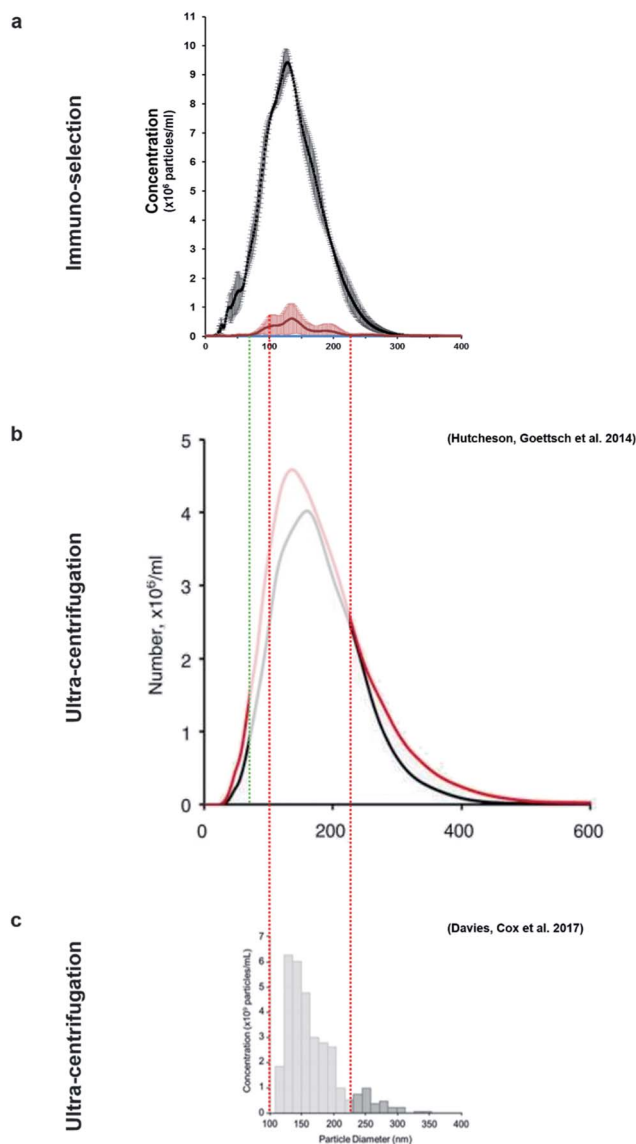 a
Immuno-selection
Concentration
(x10⁶ particles/ml)
11
10
9
8
7
6
5
4
3
2
1
0
0 100 200 300 400
b
(Hutcheson, Goettsch et al. 2014)
Ultra-centrifugation
Number, x10⁶/ml
5
4
3
2
1
0
0 200 400 600
c
(Davies, Cox et al. 2017)
Ultra-centrifugation
Concentration (x10⁹ particles/mL)
7
6
5
4
3
2
1
0
100 150 200 250 300 350 400
Particle Diameter (nm)